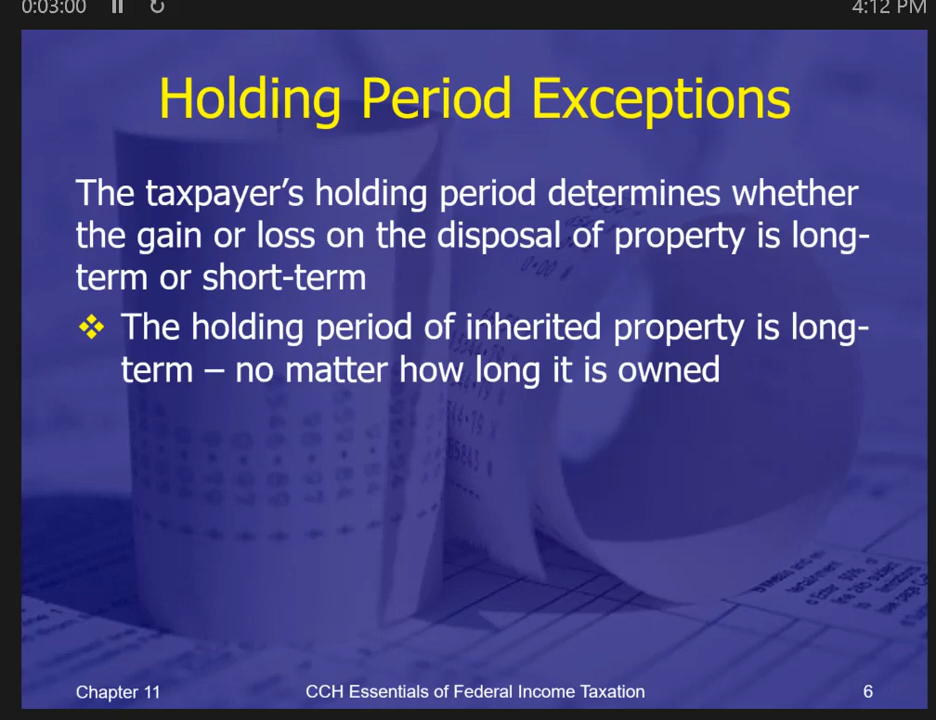 0:03:00
4:12 PM
Holding Period Exceptions
The taxpayer’s holding period determines whether
the gain or loss on the disposal of property is long-
term or short-term
❖ The holding period of inherited property is long-
term – no matter how long it is owned
Chapter 11
CCH Essentials of Federal Income Taxation
6